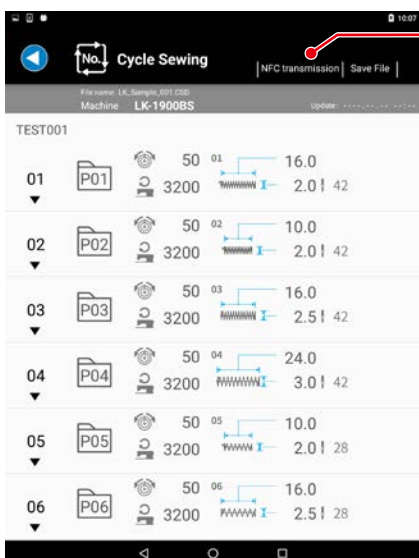 10:07
No. Cycle Sewing
NFC transmission Save File
File name: LK_Sample_001.CSD
Machine LK-1900BS Update: ----.--.-- --:--
TEST001
01 P01 50 01 16.0
3200 2.0 42
02 P02 50 02 10.0
3200 2.0 42
03 P03 50 03 16.0
3200 2.5 42
04 P04 50 04 24.0
3200 3.0 42
05 P05 50 05 10.0
3200 2.0 28
06 P06 50 06 16.0
3200 2.5 28